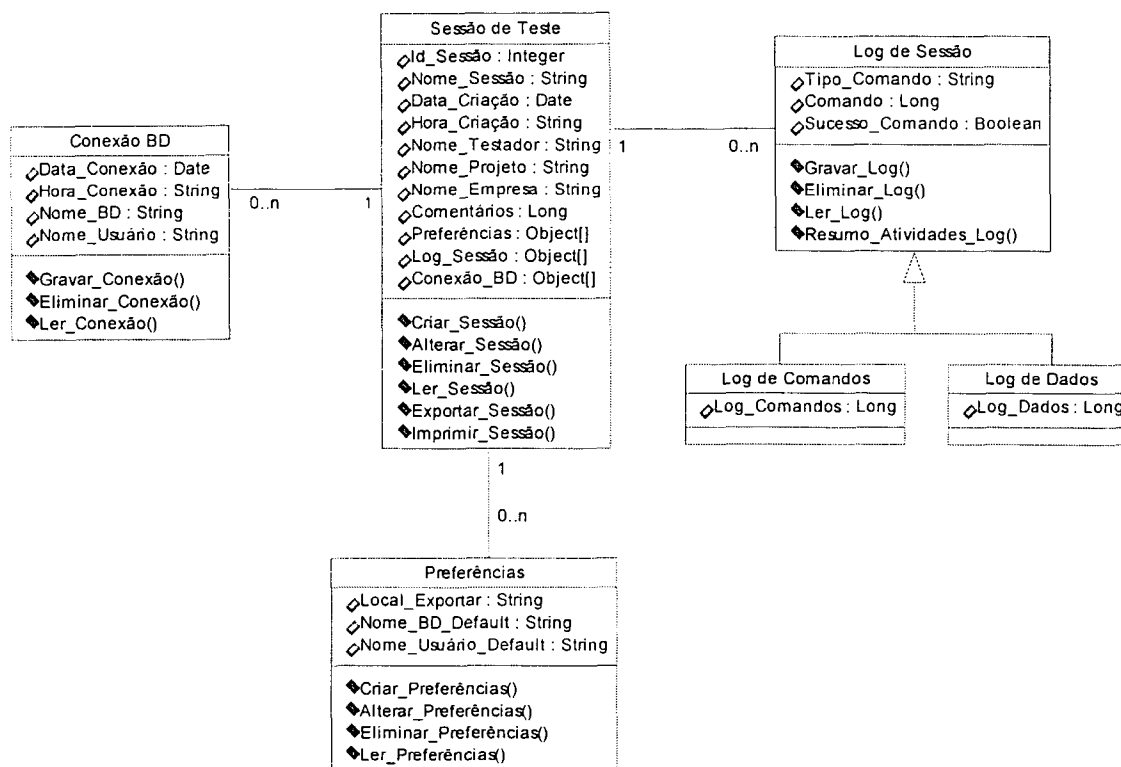 Sessão de Teste
Id_Sessão : Integer
Nome_Sessão : String
Data_Criação : Date
Hora_Criação : String
Nome_Testador : String
Nome_Projeto : String
Nome_Empresa : String
Comentários : Long
Preferências : Object[]
Log_Sessão : Object[]
Conexão_BD : Object[]
Criar_Sessão()
Alterar_Sessão()
Eliminar_Sessão()
Ler_Sessão()
Exportar_Sessão()
Imprimir_Sessão()
Log de Sessão
Tipo_Comando : String
Comando : Long
Sucesso_Comando : Boolean
Gravar_Log()
Eliminar_Log()
Ler_Log()
Resumo_Atividades_Log()
Conexão BD
Data_Conexão : Date
Hora_Conexão : String
Nome_BD : String
Nome_Usuário : String
Gravar_Conexão()
Eliminar_Conexão()
Ler_Conexão()
0..n
1
1
0..n
Log de Comandos
Log_Comandos : Long
Log de Dados
Log_Dados : Long
1
0..n
Preferências
Local_Exportar : String
Nome_BD_Default : String
Nome_Usuário_Default : String
Criar_Preferências()
Alterar_Preferências()
Eliminar_Preferências()
Ler_Preferências()